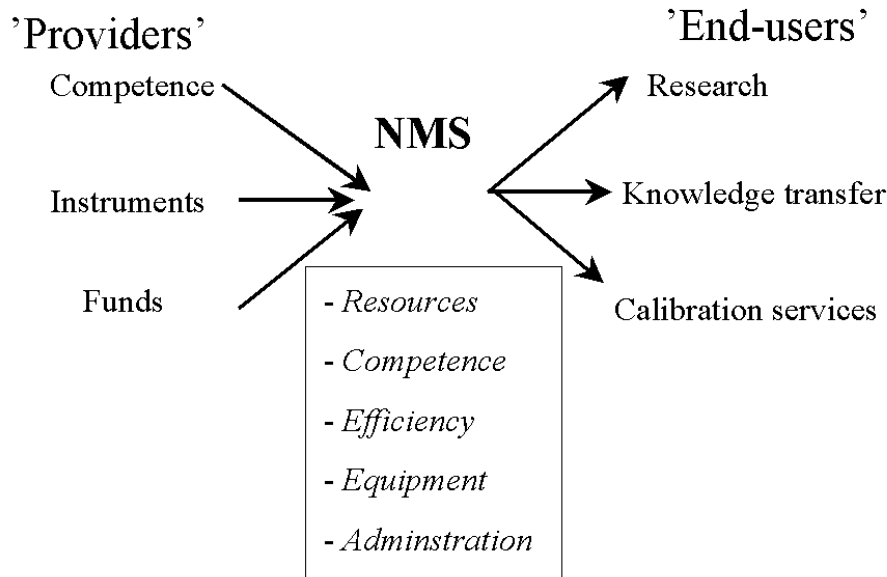 ’Providers’
Competence
Instruments
Funds
NMS
- Resources
- Competence
- Efficiency
- Equipment
- Adminstration
’End-users’
Research
Knowledge transfer
Calibration services